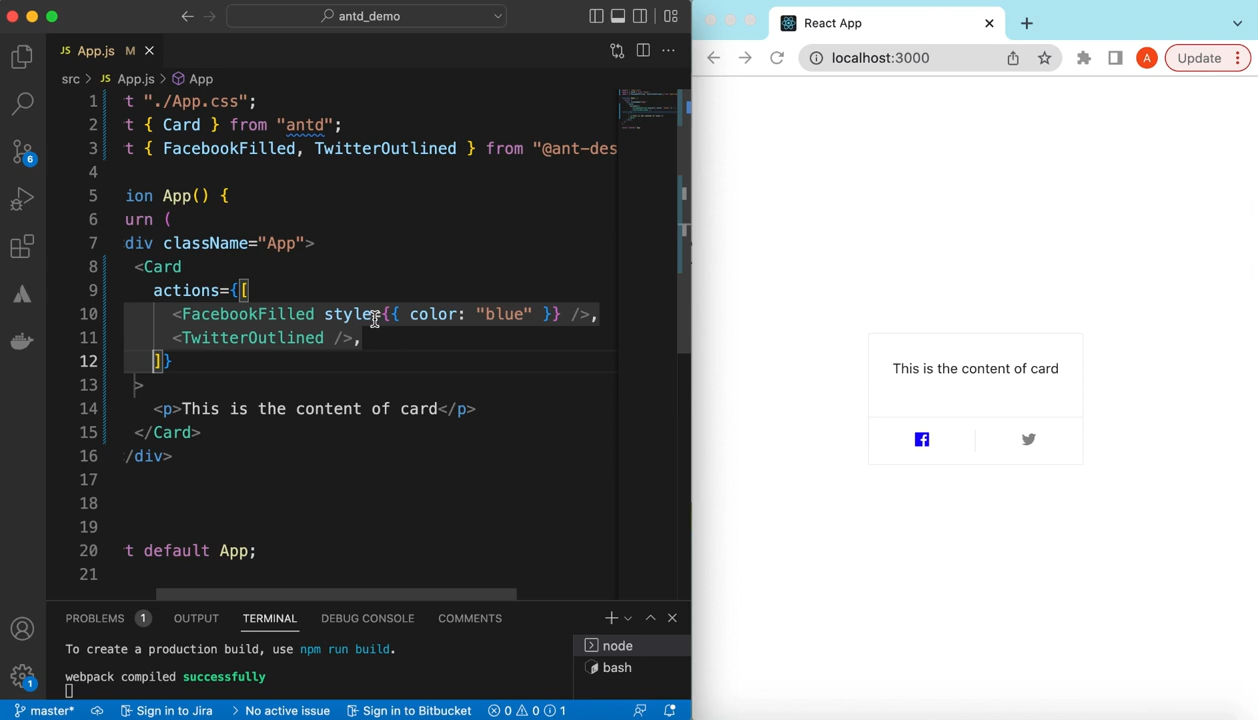 antd_demo
JS App.js M
src > JS App.js > App
1 t "./App.css";
2 t { Card } from "antd";
3 t { FacebookFilled, TwitterOutlined } from "@ant-des
4
5 ion App() {
6 urn (
7 div className="App">
8 <Card
9 actions={[
10 <FacebookFilled style={{ color: "blue" }} />,
11 <TwitterOutlined />,
12 ]}
13 >
14 <p>This is the content of card</p>
15 </Card>
16 /div>
17
18
19
20 t default App;
21
PROBLEMS 1 OUTPUT TERMINAL DEBUG CONSOLE COMMENTS
To create a production build, use npm run build.
webpack compiled successfully
node
bash
6
1
master* Sign in to Jira No active issue Sign in to Bitbucket 0 0 1
React App
localhost:3000
A
Update
This is the content of card